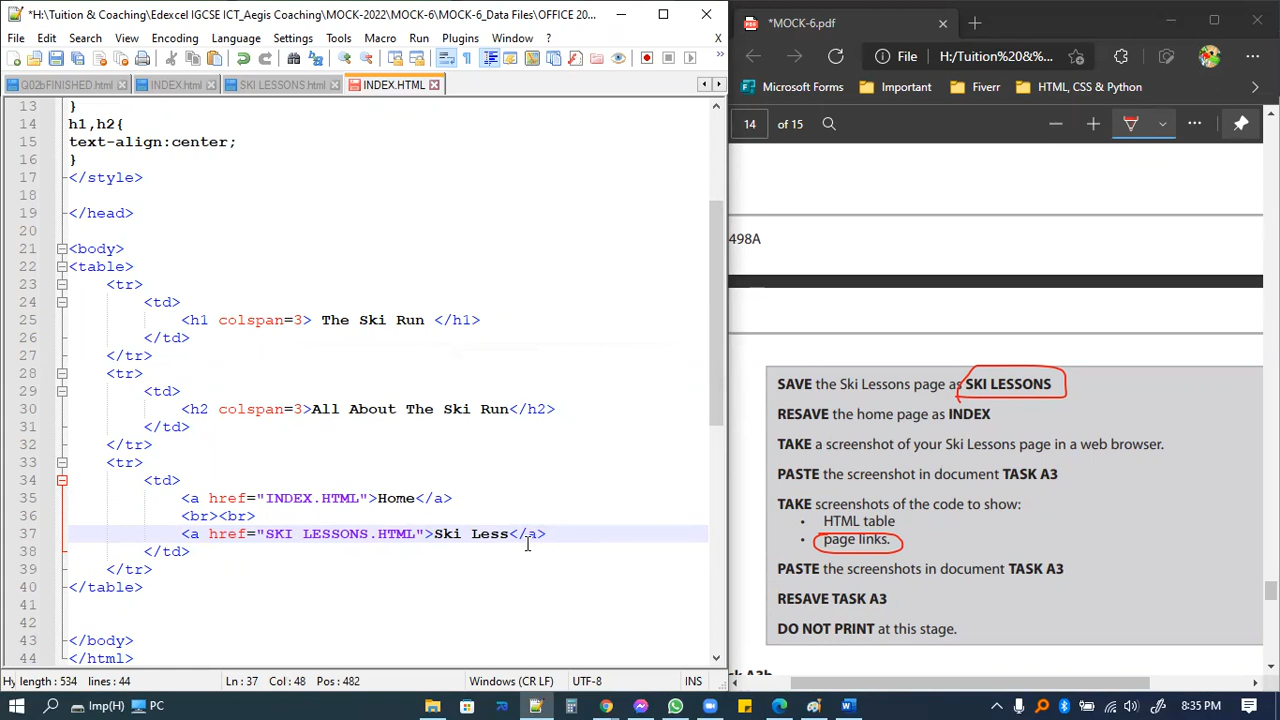 *H:\Tuition & Coaching\Edexcel IGCSE ICT_Aegis Coaching\MOCK-2022\MOCK-6\MOCK-6_Data Files\OFFICE 20...
File Edit Search View Encoding Language Settings Tools Macro Run Plugins Window ? X
Q02bFINISHED.html INDEX.html SKI LESSONS.html INDEX.HTML
13 }
14 h1,h2{
15 text-align:center;
16 }
17 </style>
18
19 </head>
20
21 <body>
22 <table>
23 <tr>
24 <td>
25 <h1 colspan=3> The Ski Run </h1>
26 </td>
27 </tr>
28 <tr>
29 <td>
30 <h2 colspan=3>All About The Ski Run</h2>
31 </td>
32 </tr>
33 <tr>
34 <td>
35 <a href="INDEX.HTML">Home</a>
36 <br><br>
37 <a href="SKI LESSONS.HTML">Ski Less</a>
38 </td>
39 </tr>
40 </table>
41
42
43 </body>
44 </html>
Hy length : 534 lines : 44 Ln : 37 Col : 48 Pos : 482 Windows (CR LF) UTF-8 INS
*MOCK-6.pdf
File H:/Tuition%20&%...
Microsoft Forms Important Fiverr HTML, CSS & Python
14 of 15
498A
SAVE the Ski Lessons page as SKI LESSONS
RESAVE the home page as INDEX
TAKE a screenshot of your Ski Lessons page in a web browser.
PASTE the screenshot in document TASK A3
TAKE screenshots of the code to show:
• HTML table
• page links.
PASTE the screenshots in document TASK A3
RESAVE TASK A3
DO NOT PRINT at this stage.
Imp(H) PC 8:35 PM